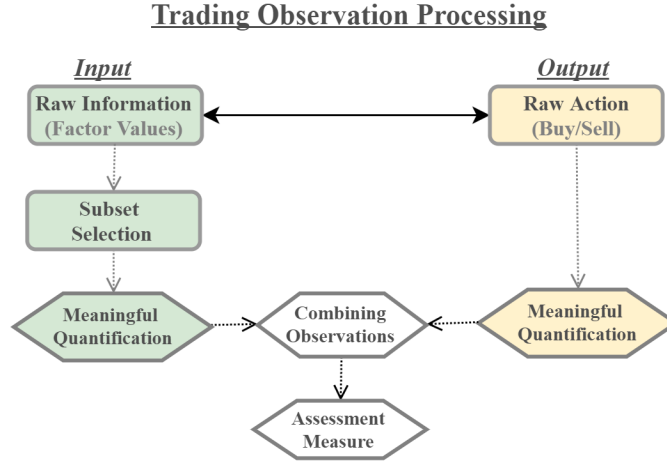 Trading Observation Processing
Input
Output
Raw Information
(Factor Values)
Raw Action
(Buy/Sell)
Subset
Selection
Meaningful
Quantification
Combining
Observations
Meaningful
Quantification
Assessment
Measure